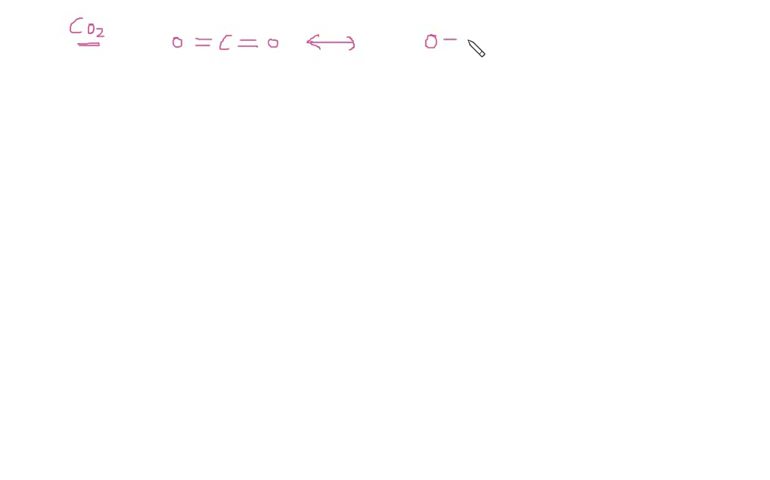 CO2 O = C = O ⟷ O –